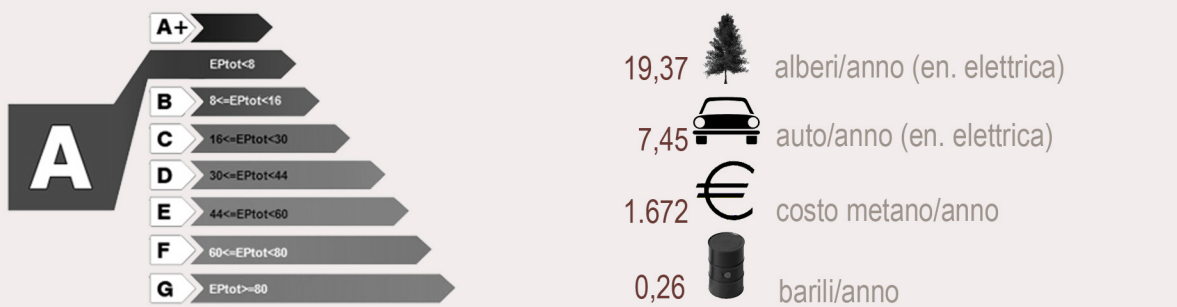 A+
A
EPtot<8
B 8<=EPtot<16
C 16<=EPtot<30
D 30<=EPtot<44
E 44<=EPtot<60
F 60<=EPtot<80
G EPtot>=80
19,37 alberi/anno (en. elettrica)
7,45 auto/anno (en. elettrica)
1.672 € costo metano/anno
0,26 barili/anno